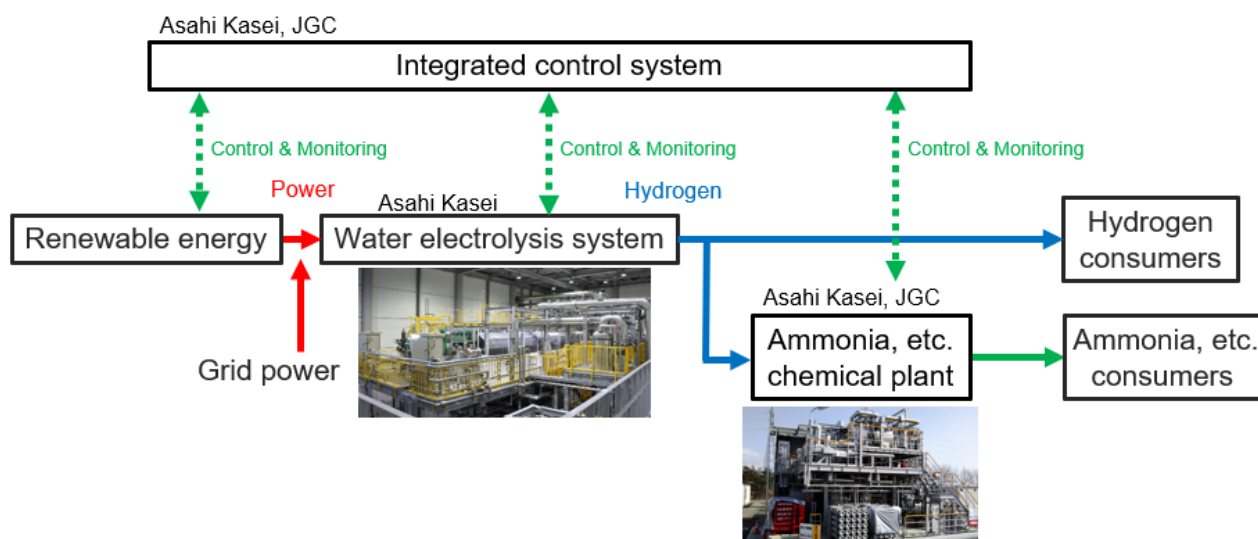 Asahi Kasei, JGC
Integrated control system
Control & Monitoring
Control & Monitoring
Control & Monitoring
Power
Hydrogen
Asahi Kasei
Renewable energy
Water electrolysis system
Hydrogen
consumers
Grid power
Asahi Kasei, JGC
Ammonia, etc.
chemical plant
Ammonia, etc.
consumers